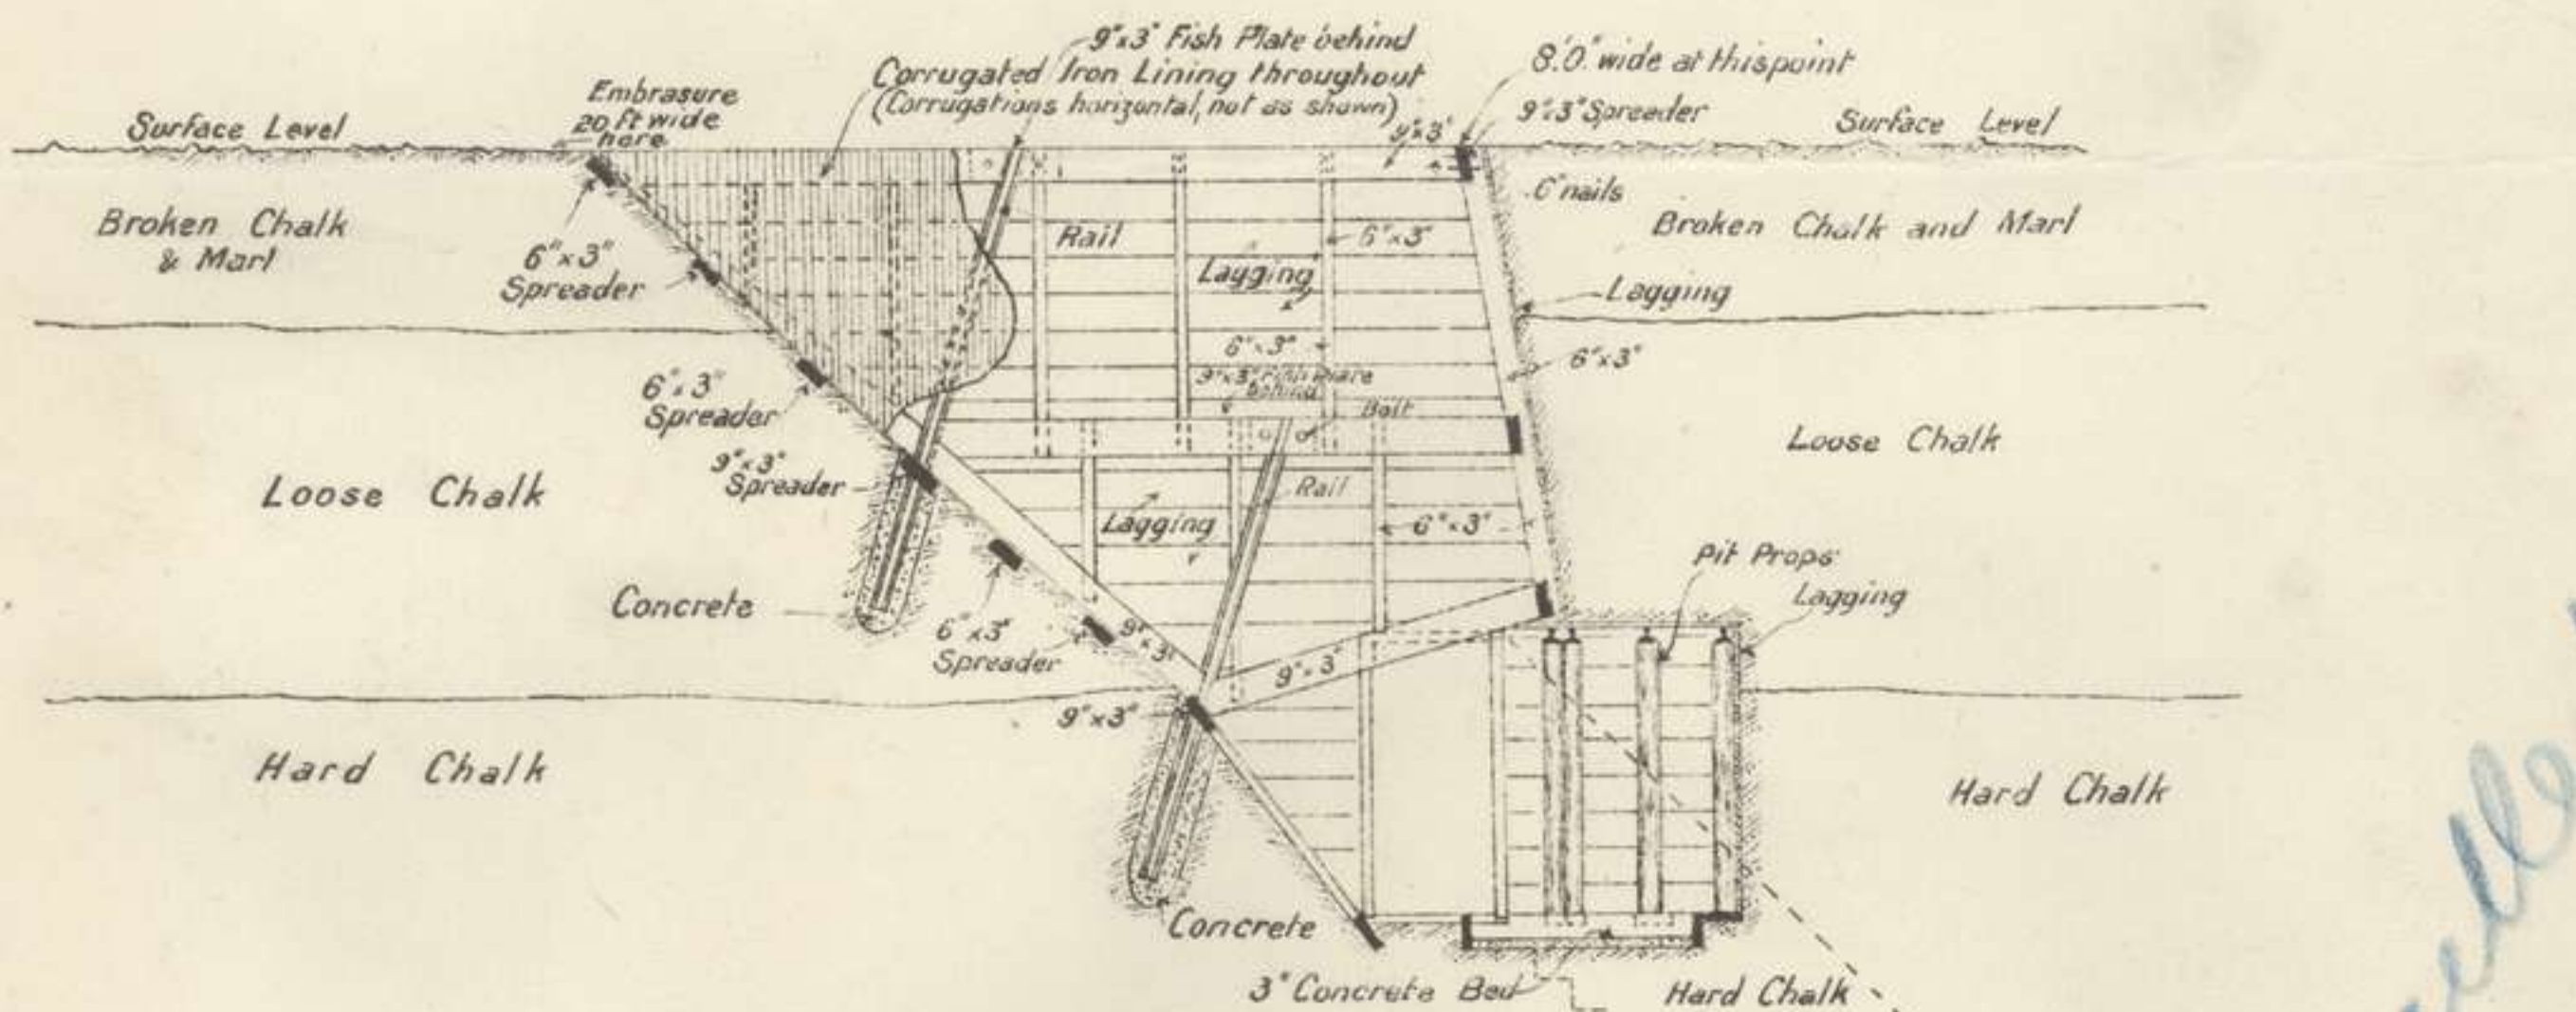 9"x3" Fish Plate behind
Corrugated Iron Lining throughout
(Corrugations horizontal, not as shown)
8'.0" wide at this point
9"x3" Spreader
Embrasure
20 ft wide
here
Surface Level
Surface Level
9"x3"
6" nails
Broken Chalk
& Marl
Broken Chalk and Marl
Rail
6"x3"
6"x3"
Spreader
Lagging
Lagging
6"x3"
6"x3"
9"x3" Fish Plate
behind
Bolt
6"x3"
Spreader
Loose Chalk
9"x3"
Spreader
Loose Chalk
Rail
Lagging
6"x3"
Pit Props
Lagging
Concrete
6"x3"
Spreader
9"x3"
9"x3"
9"x3"
Hard Chalk
Hard Chalk
Concrete
3" Concrete Bed
Hard Chalk